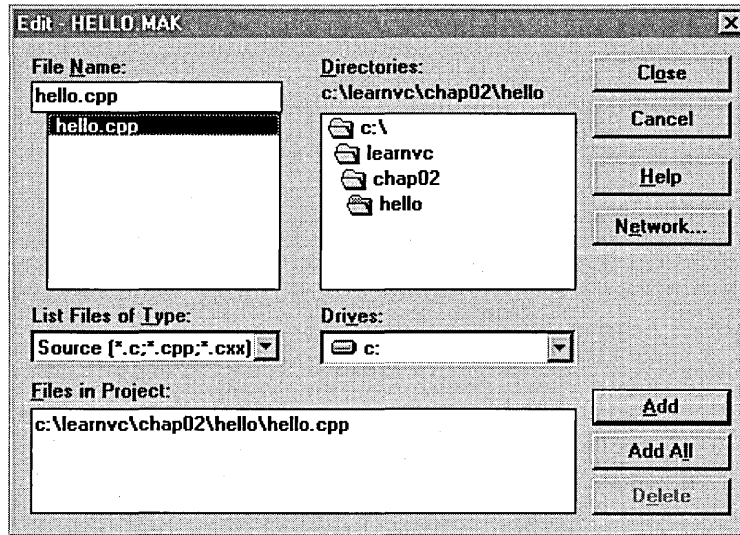 Edit - HELLO.MAK
File Name:
hello.cpp
hello.cpp
Directories:
c:\learnvc\chap02\hello
c:\
learnvc
chap02
hello
Close
Cancel
Help
Network...
List Files of Type:
Source (*.c;*.cpp;*.cxx)
Drives:
c:
Files in Project:
c:\learnvc\chap02\hello\hello.cpp
Add
Add All
Delete